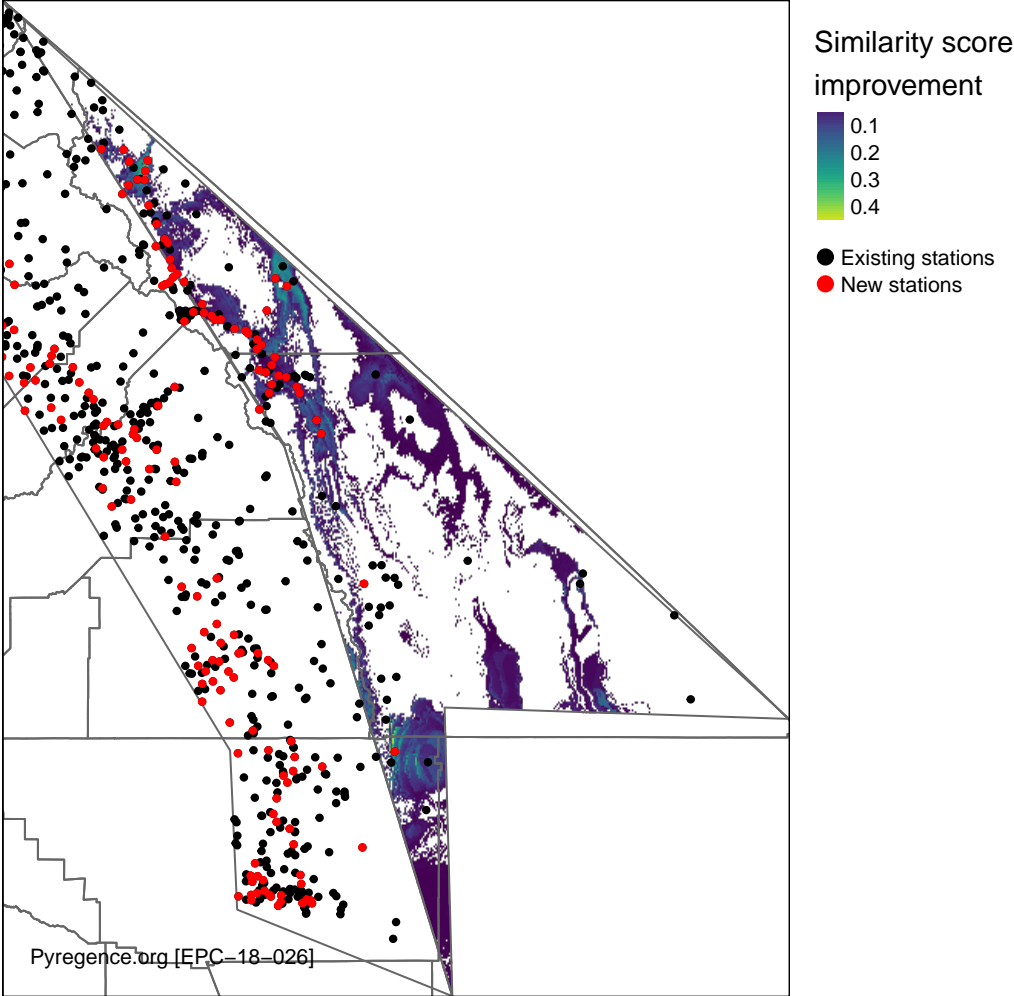 Similarity score
improvement
0.1
0.2
0.3
0.4
Existing stations
New stations
Pyregence.org [EPC−18−026]